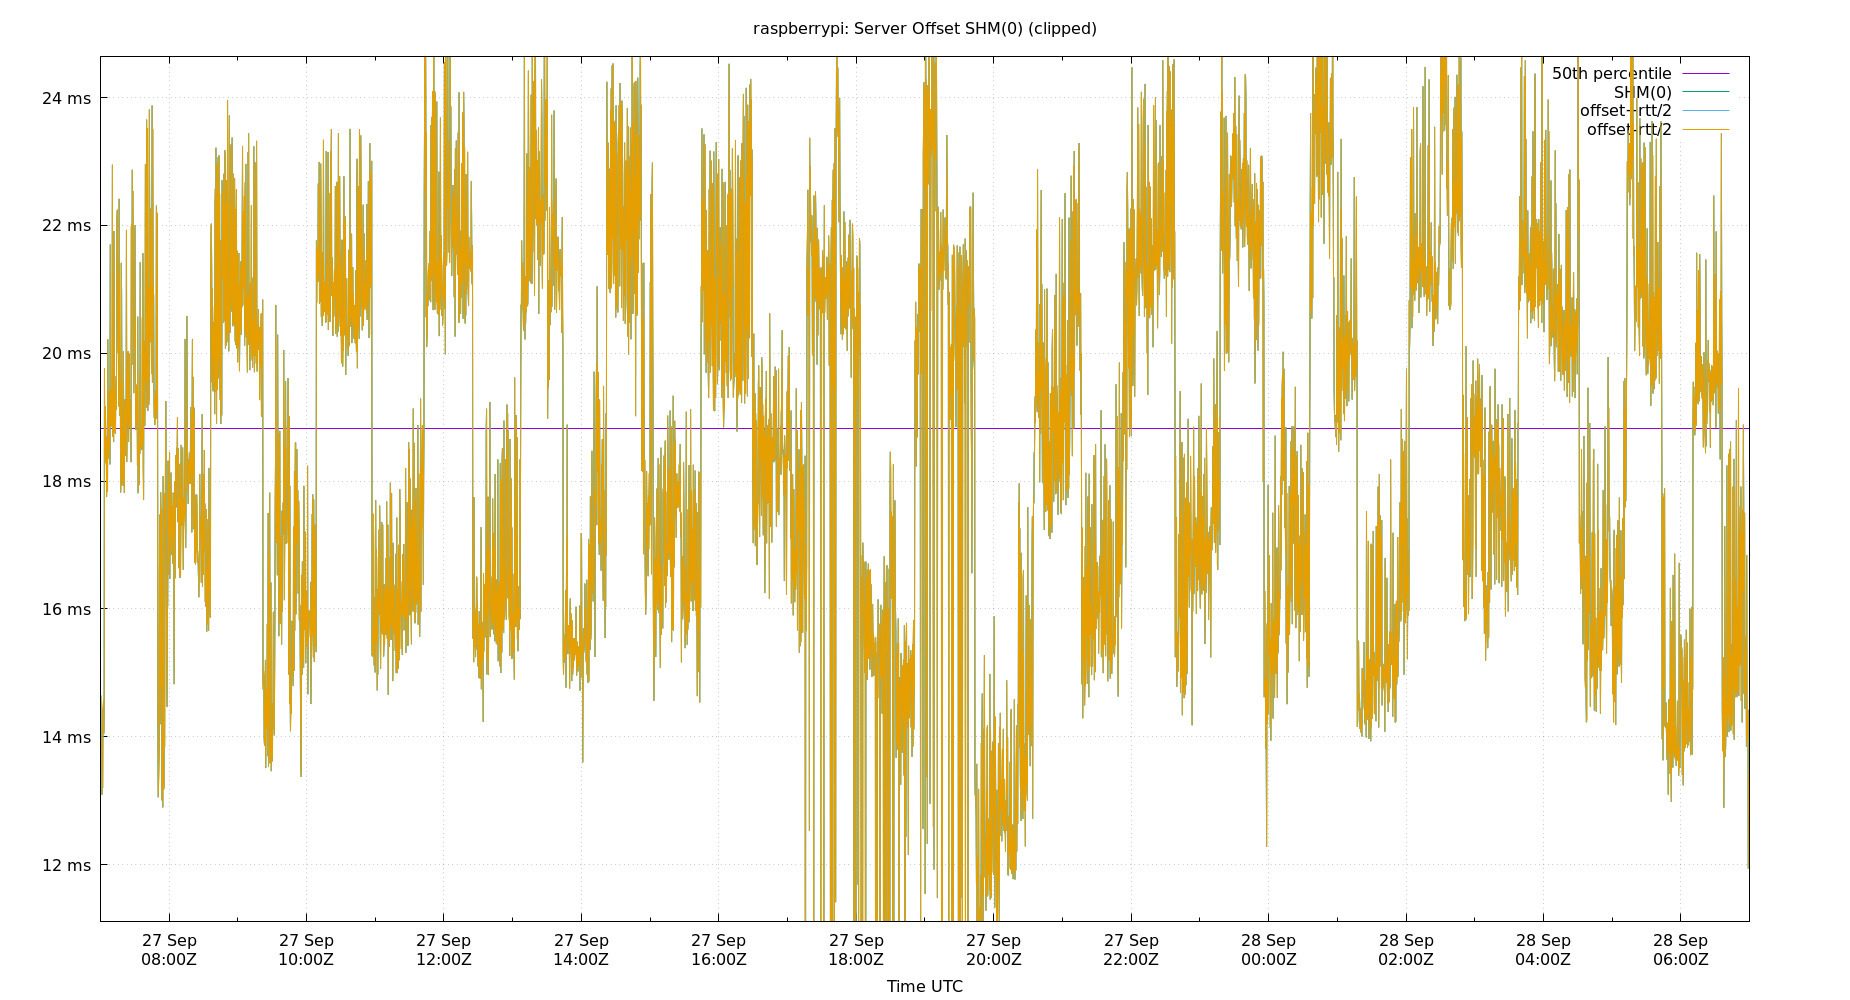 raspberrypi: Server Offset SHM(0) (clipped)
50th percentile
SHM(0)
offset+rtt/2
offset-rtt/2
24 ms
22 ms
20 ms
18 ms
16 ms
14 ms
12 ms
27 Sep 27 Sep 27 Sep 27 Sep 27 Sep 27 Sep 27 Sep 27 Sep 28 Sep 28 Sep 28 Sep 28 Sep
08:00Z 10:00Z 12:00Z 14:00Z 16:00Z 18:00Z 20:00Z 22:00Z 00:00Z 02:00Z 04:00Z 06:00Z
Time UTC